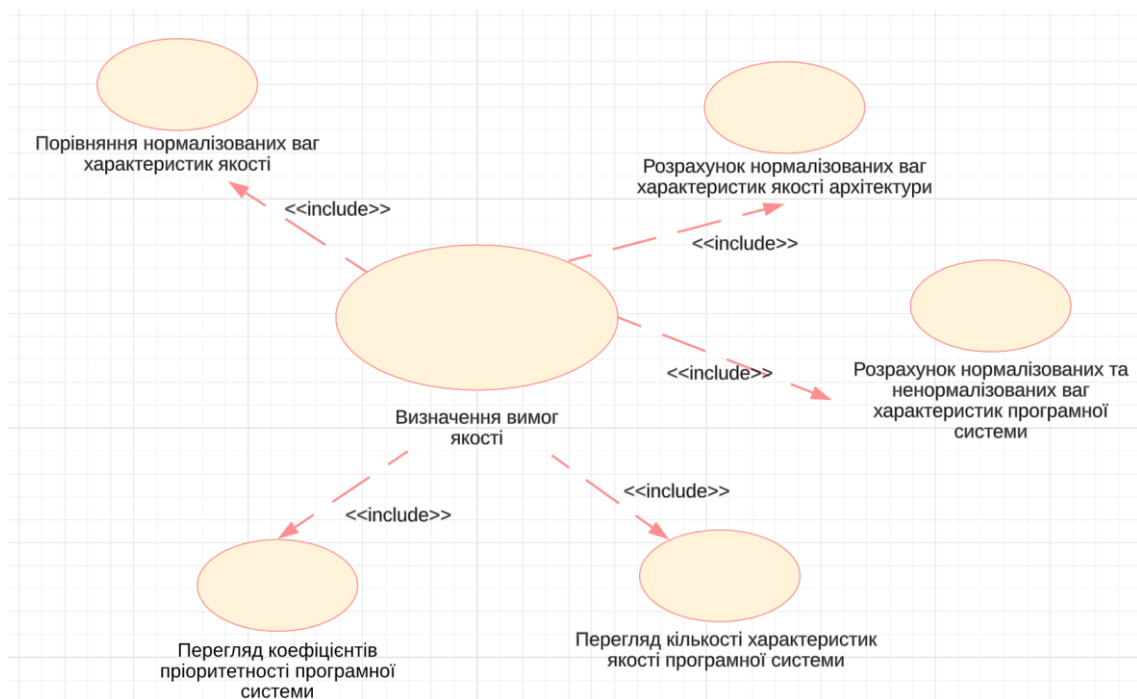 Порівняння нормалізованих ваг
характеристик якості
Розрахунок нормалізованих ваг
характеристик якості архітектури
<<include>>
<<include>>
<<include>>
Розрахунок нормалізованих та
ненормалізованих ваг
характеристик програмної
системи
Визначення вимог
якості
<<include>>
<<include>>
Перегляд коефіцієнтів
пріоритетності програмної
системи
Перегляд кількості характеристик
якості програмної системи